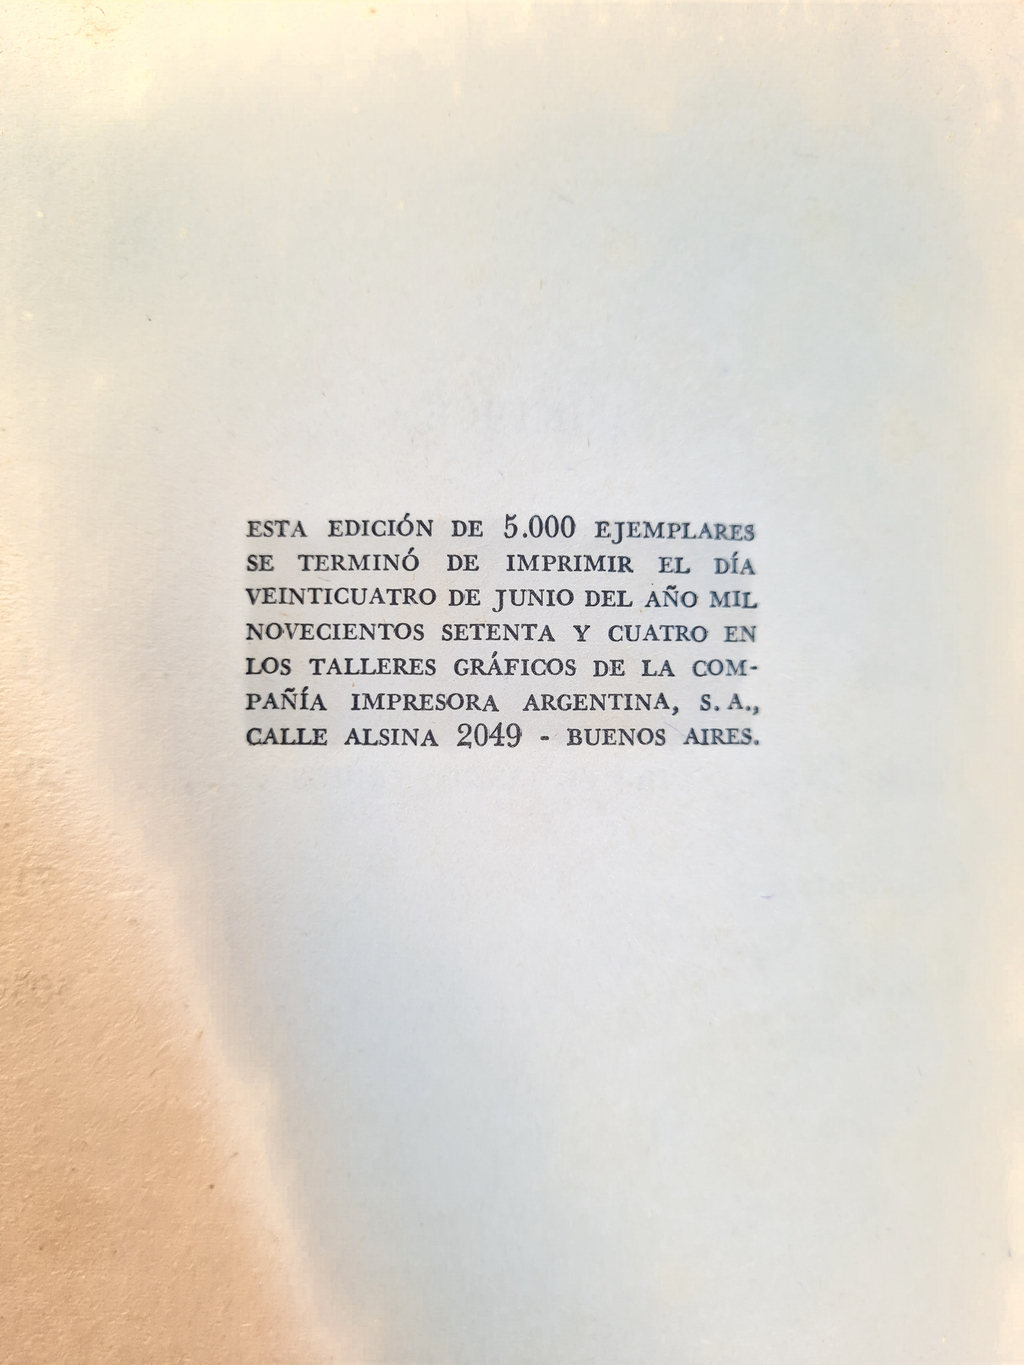 ESTA EDICIÓN DE 5.000 EJEMPLARES
SE TERMINÓ DE IMPRIMIR EL DÍA
VEINTICUATRO DE JUNIO DEL AÑO MIL
NOVECIENTOS SETENTA Y CUATRO EN
LOS TALLERES GRÁFICOS DE LA COM-
PAÑÍA IMPRESORA ARGENTINA, S. A.,
CALLE ALSINA 2049 - BUENOS AIRES.